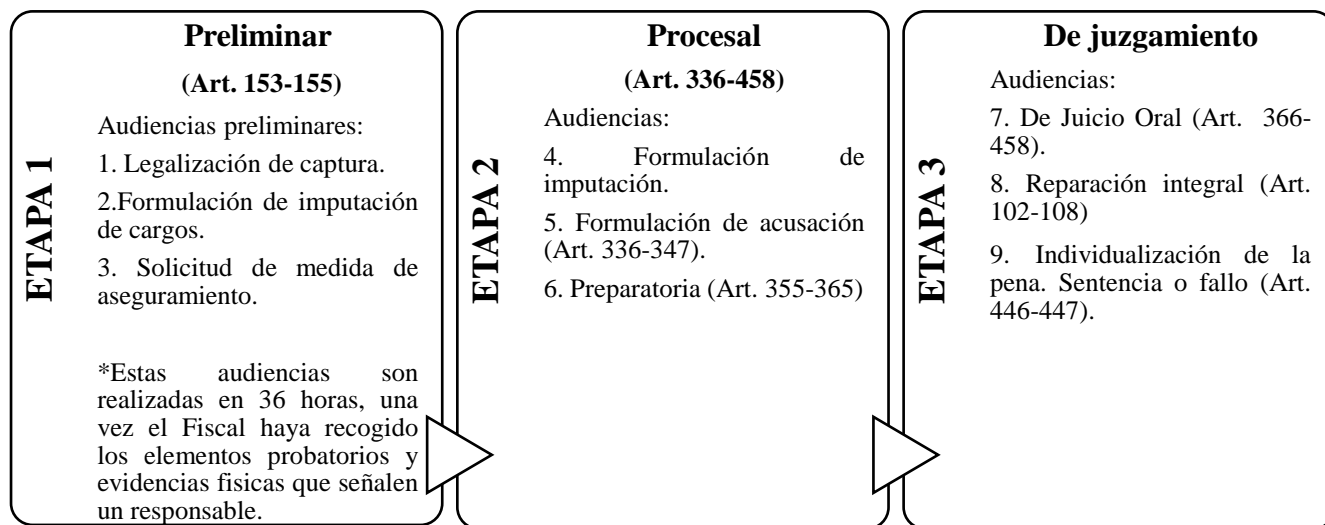 ETAPA 1
Preliminar
(Art. 153-155)
Audiencias preliminares:
1. Legalización de captura.
2.Formulación de imputación
de cargos.
3. Solicitud de medida de
aseguramiento.
*Estas audiencias son
realizadas en 36 horas, una
vez el Fiscal haya recogido
los elementos probatorios y
evidencias fisicas que señalen
un responsable.
ETAPA 2
Procesal
(Art. 336-458)
Audiencias:
4. Formulación de
imputación.
5. Formulación de acusación
(Art. 336-347).
6. Preparatoria (Art. 355-365)
ETAPA 3
De juzgamiento
Audiencias:
7. De Juicio Oral (Art. 366-
458).
8. Reparación integral (Art.
102-108)
9. Individualización de la
pena. Sentencia o fallo (Art.
446-447).